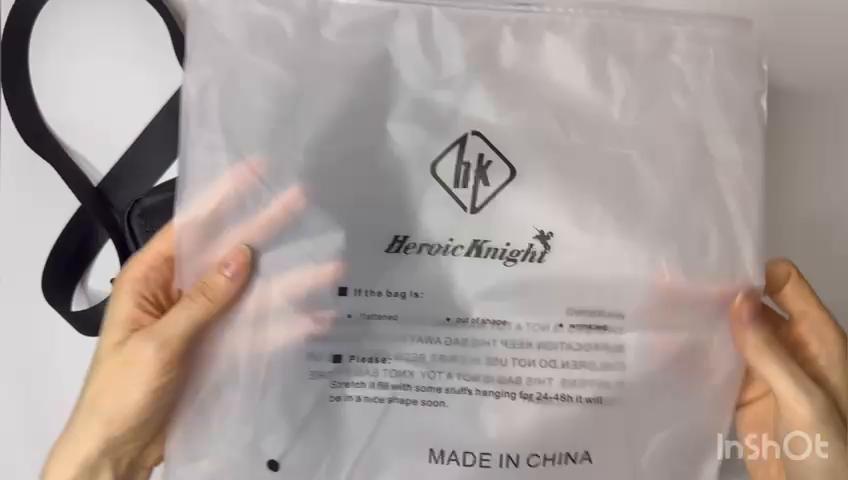 hk
HeroicKnight
■ If the bag is:
• flattened • out of shape • wrinkled
■ Please:
Stretch it fill with some stuffs hanging for 24-48h it will
be in a nice shape soon.
MADE IN CHINA
InShOt